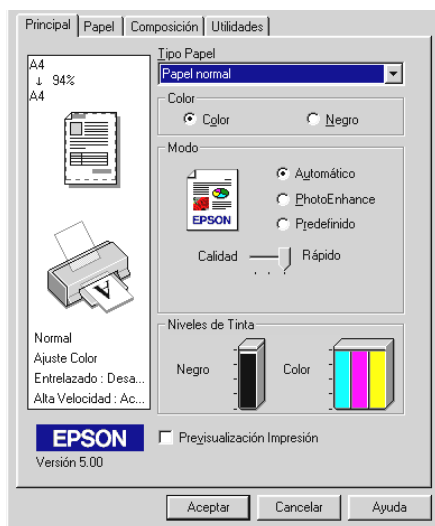 Principal Papel Composición Utilidades
A4
↓ 94%
A4
Tipo Papel
Papel normal
Color
Color Negro
Modo
EPSON
Automático
PhotoEnhance
Predefinido
Calidad Rápido
A
Normal
Ajuste Color
Entrelazado : Desa...
Alta Velocidad : Ac...
Niveles de Tinta
Negro Color
EPSON
Versión 5.00
Previsualización Impresión
Aceptar Cancelar Ayuda